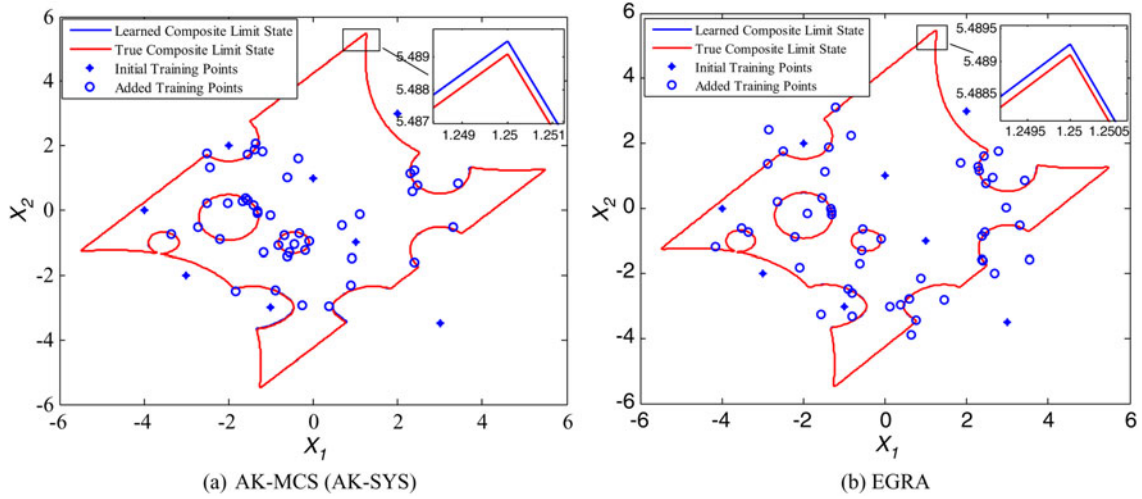 Learned Composite Limit State
True Composite Limit State
Initial Training Points
Added Training Points
5.489
5.488
5.487
1.249 1.25 1.251
6
4
2
0
-2
-4
-6
X2
-6 -4 -2 0 2 4 6
X1
(a) AK-MCS (AK-SYS)
Learned Composite Limit State
True Composite Limit State
Initial Training Points
Added Training Points
5.4895
5.489
5.4885
1.2495 1.25 1.2505
6
4
2
0
-2
-4
-6
X2
-6 -4 -2 0 2 4 6
X1
(b) EGRA